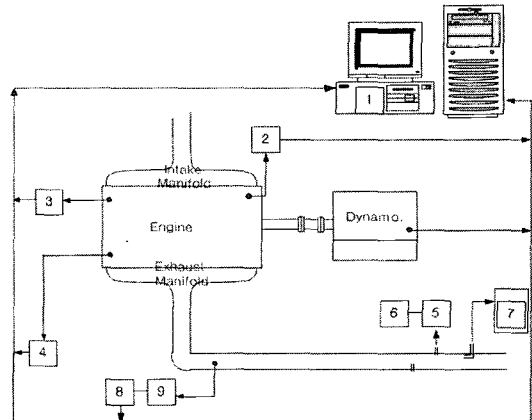 1
2
Intake
Manifold
3
Engine
Dynamo.
Exhaust
Manifold
6
5
7
4
8
9